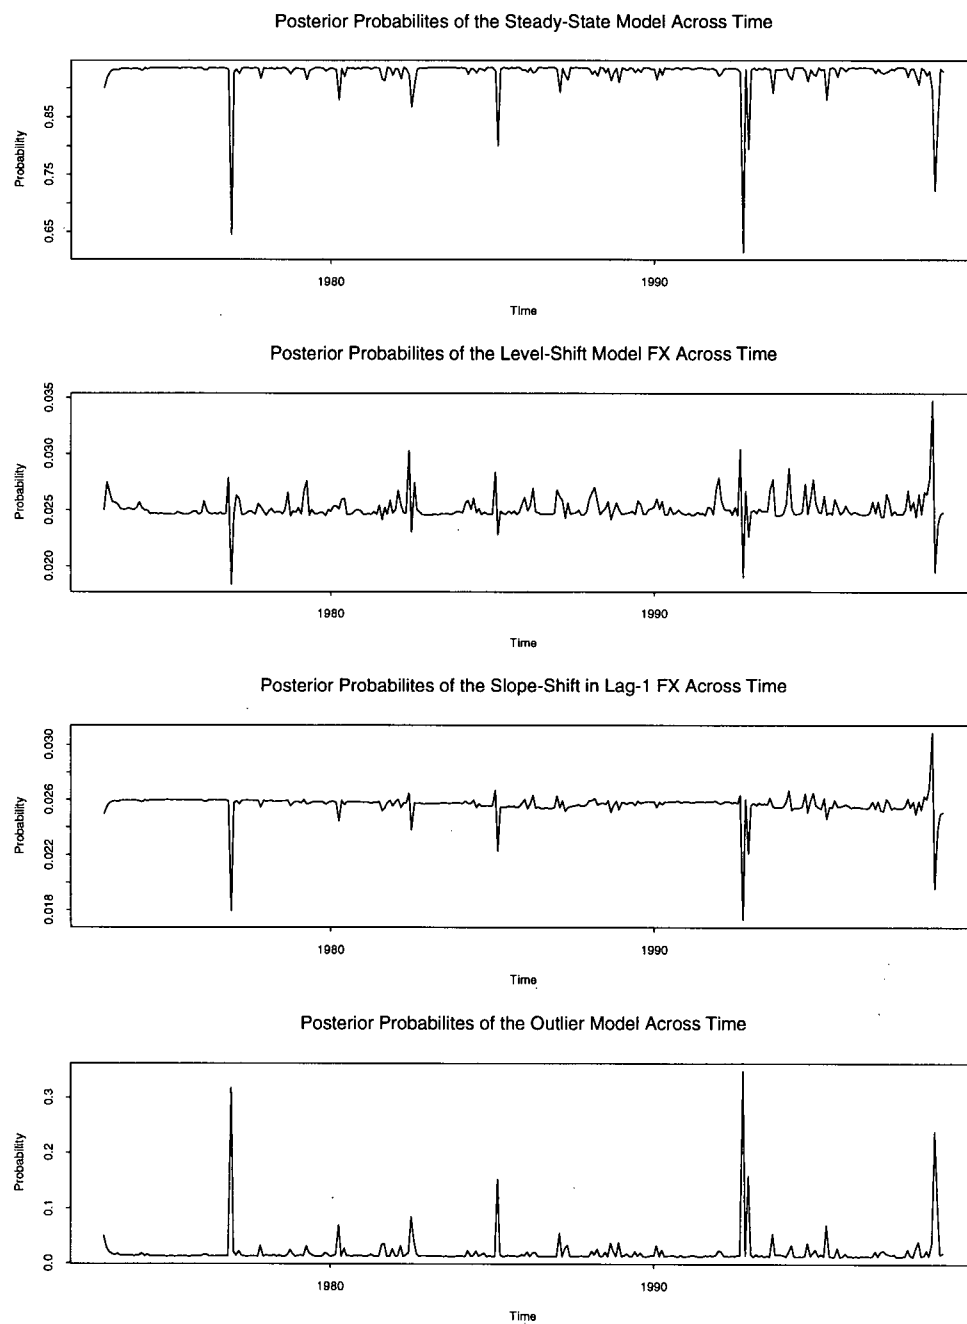 Posterior Probabilites of the Steady-State Model Across Time
Probability
0.85
0.75
0.65
1980
1990
Time
Posterior Probabilites of the Level-Shift Model FX Across Time
Probability
0.035
0.030
0.025
0.020
1980
1990
Time
Posterior Probabilites of the Slope-Shift in Lag-1 FX Across Time
Probability
0.030
0.026
0.022
0.018
1980
1990
Time
Posterior Probabilites of the Outlier Model Across Time
Probability
0.3
0.2
0.1
0.0
1980
1990
Time